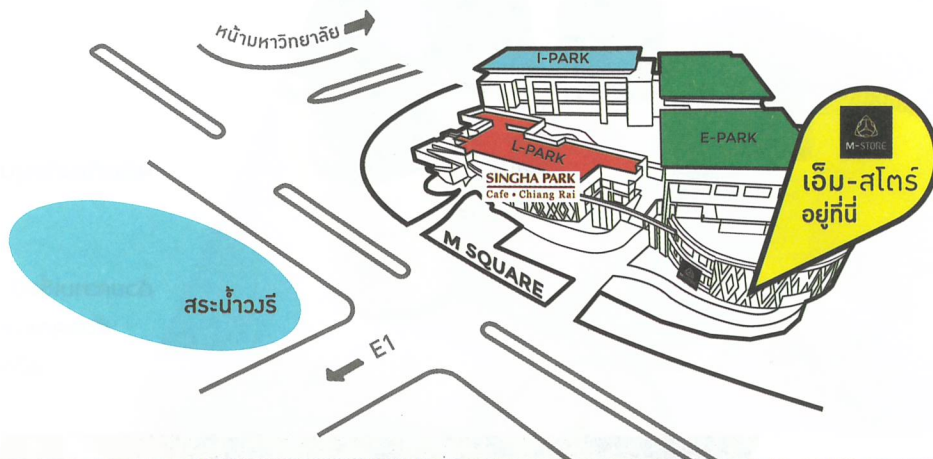 หน้ามหาวิทยาลัย
I-PARK
E-PARK
L-PARK
SINGHA PARK
Cafe • Chiang Rai
M SQUARE
M-STORE
เอ็ม-สโตร์
อยู่ที่นี่
สระน้ำวงรี
E1